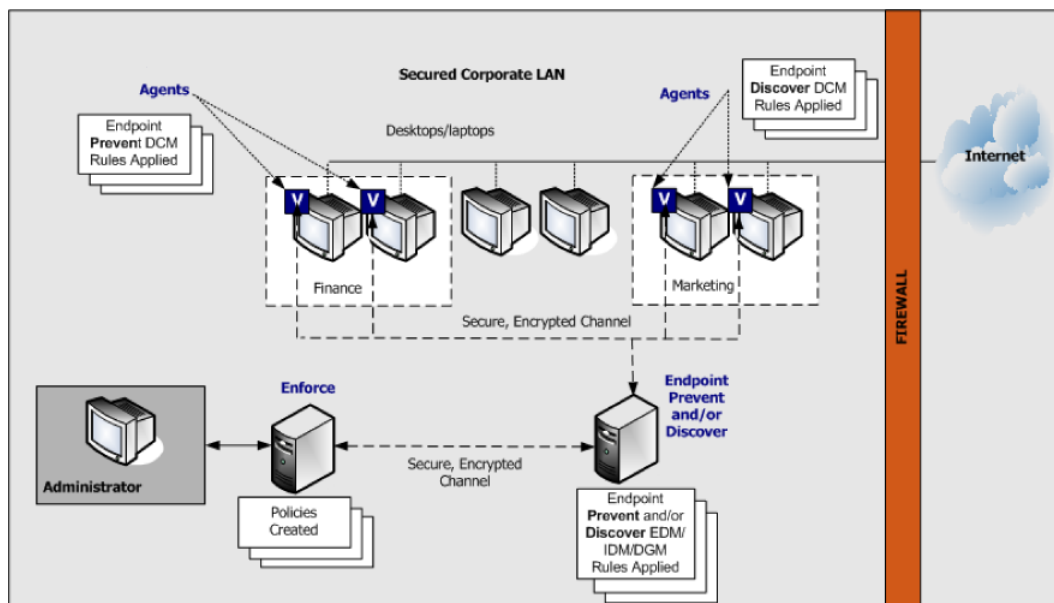 Secured Corporate LAN
Agents
Endpoint
Prevent DCM
Rules Applied
Desktops/laptops
Agents
Endpoint
Discover DCM
Rules Applied
Internet
V
V
V
V
Finance
Marketing
FIREWALL
Secure, Encrypted Channel
Administrator
Enforce
Policies
Created
Secure, Encrypted
Channel
Endpoint
Prevent
and/or
Discover
Endpoint
Prevent and/or
Discover EDM/
IDM/DGM
Rules Applied